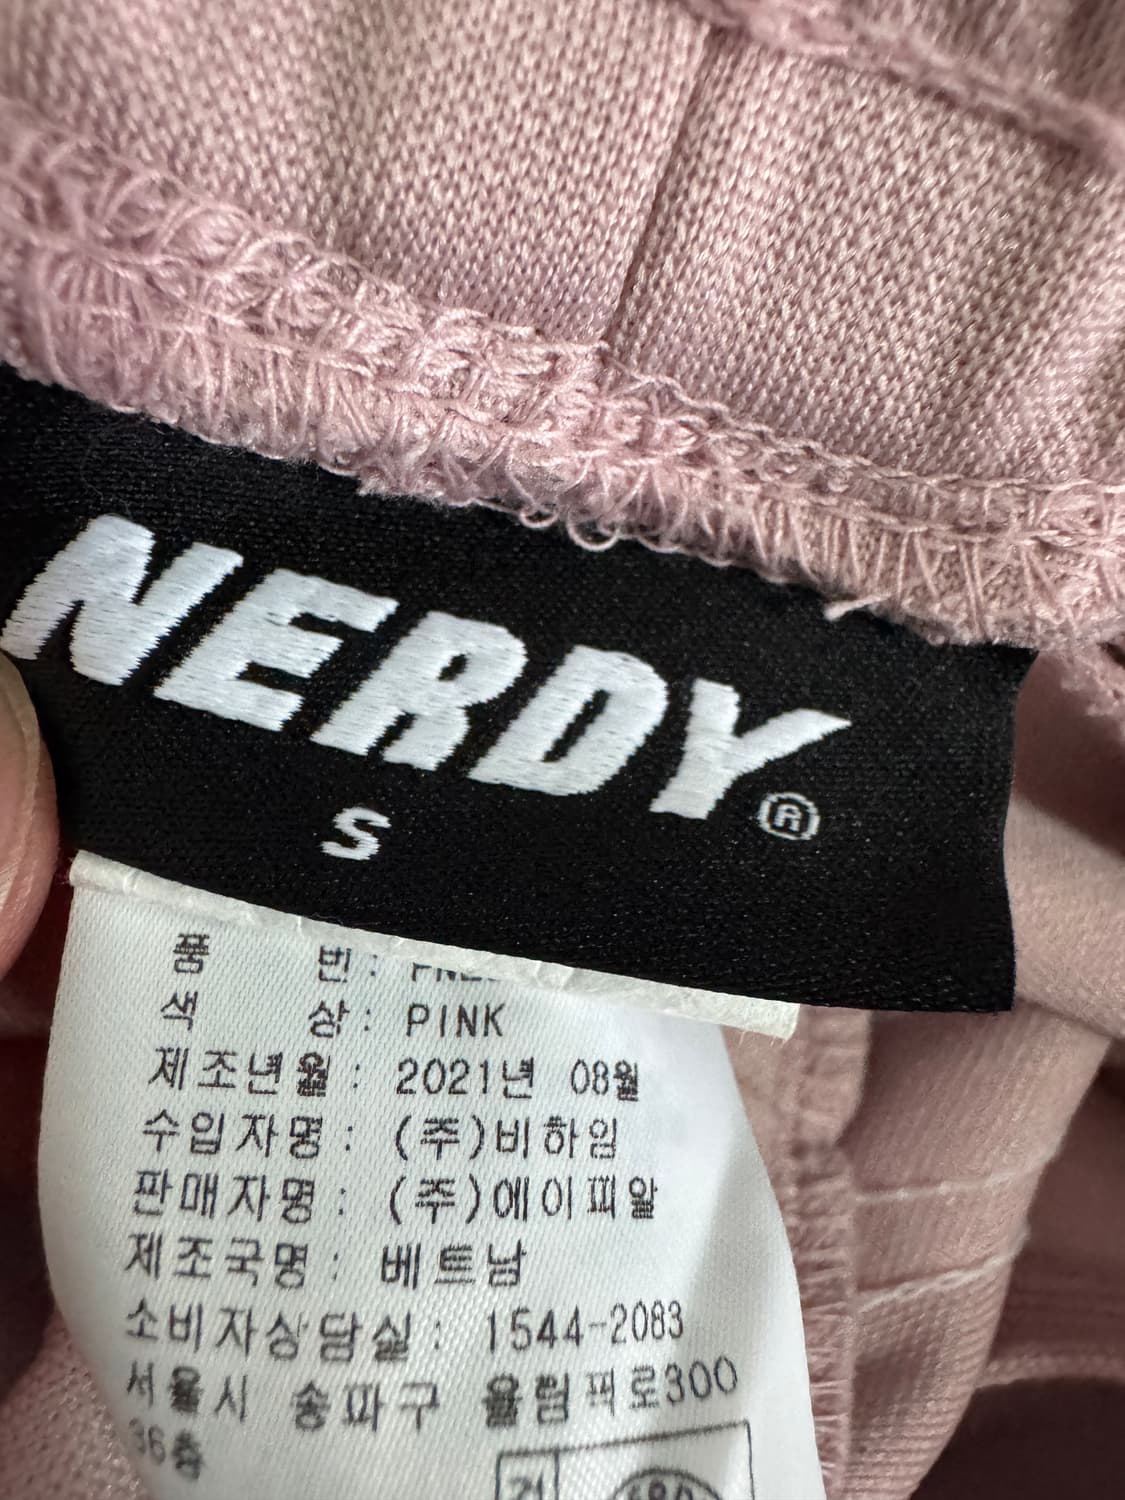 NERDY®
S
품 번 :
색 상 : PINK
제조년월 : 2021년 08월
수입자명 : (주)비하임
판매자명 : (주)에이피알
제조국명 : 베트남
소비자상담실 : 1544-2083
서울시 송파구 올림픽로300
36층